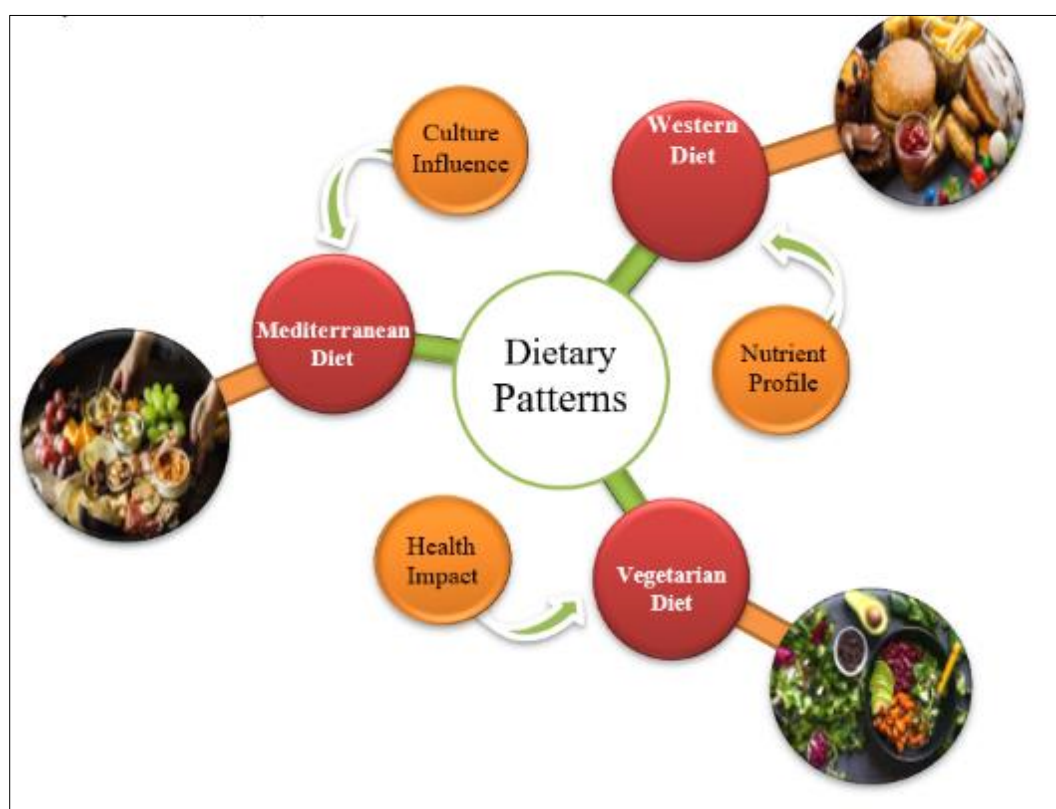 Culture
Influence
Western
Diet
Mediterranean
Diet
Dietary
Patterns
Nutrient
Profile
Health
Impact
Vegetarian
Diet